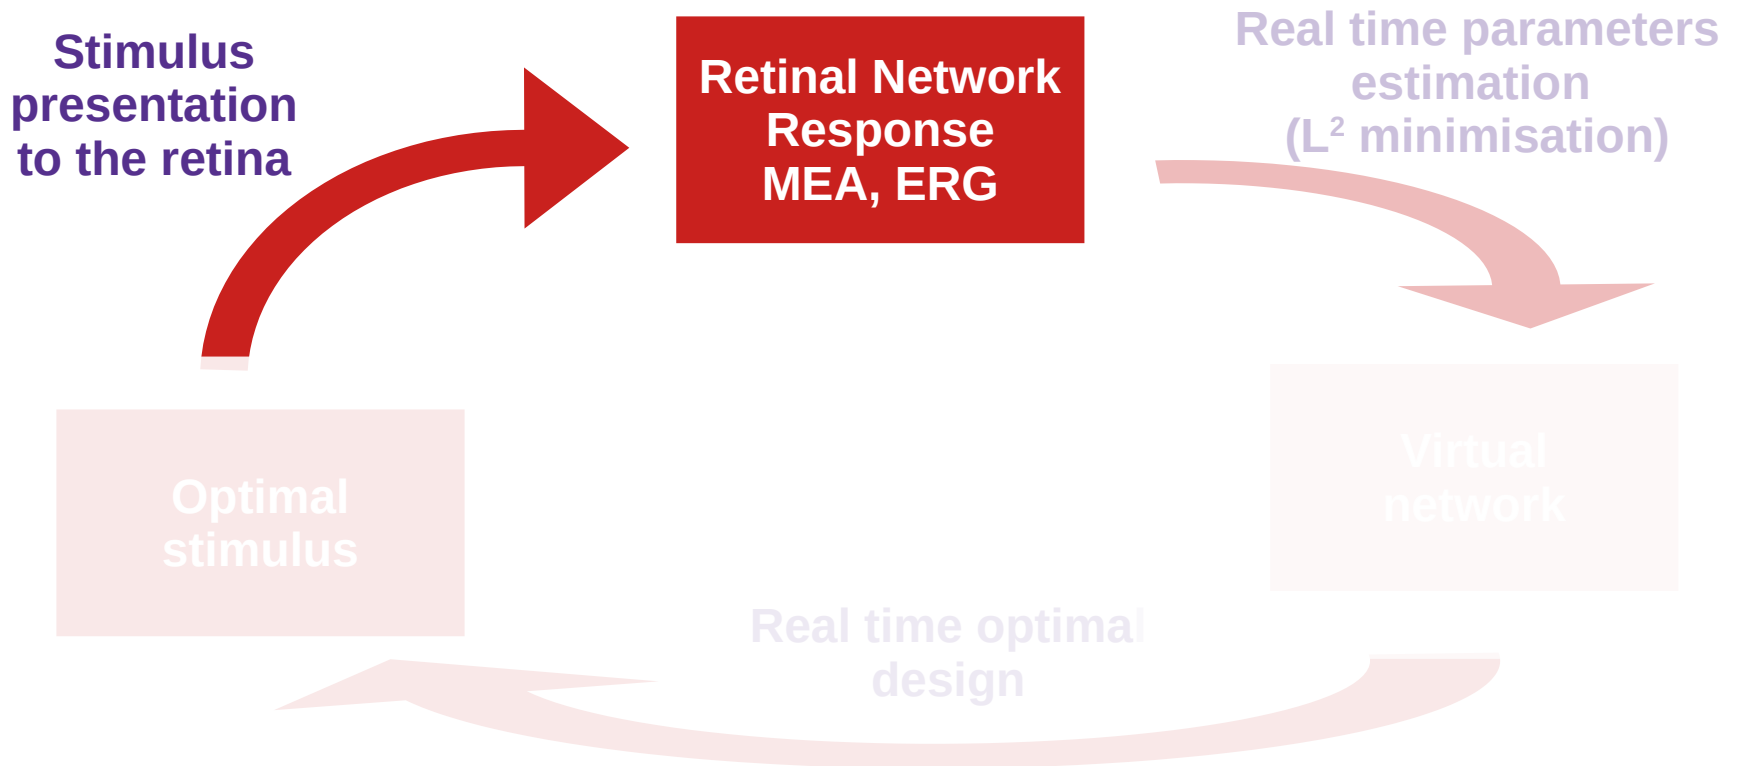 Stimulus
presentation
to the retina
Retinal Network
Response
MEA, ERG
Real time parameters
estimation
(L² minimisation)
Virtual
network
Optimal
stimulus
Real time optimal
design